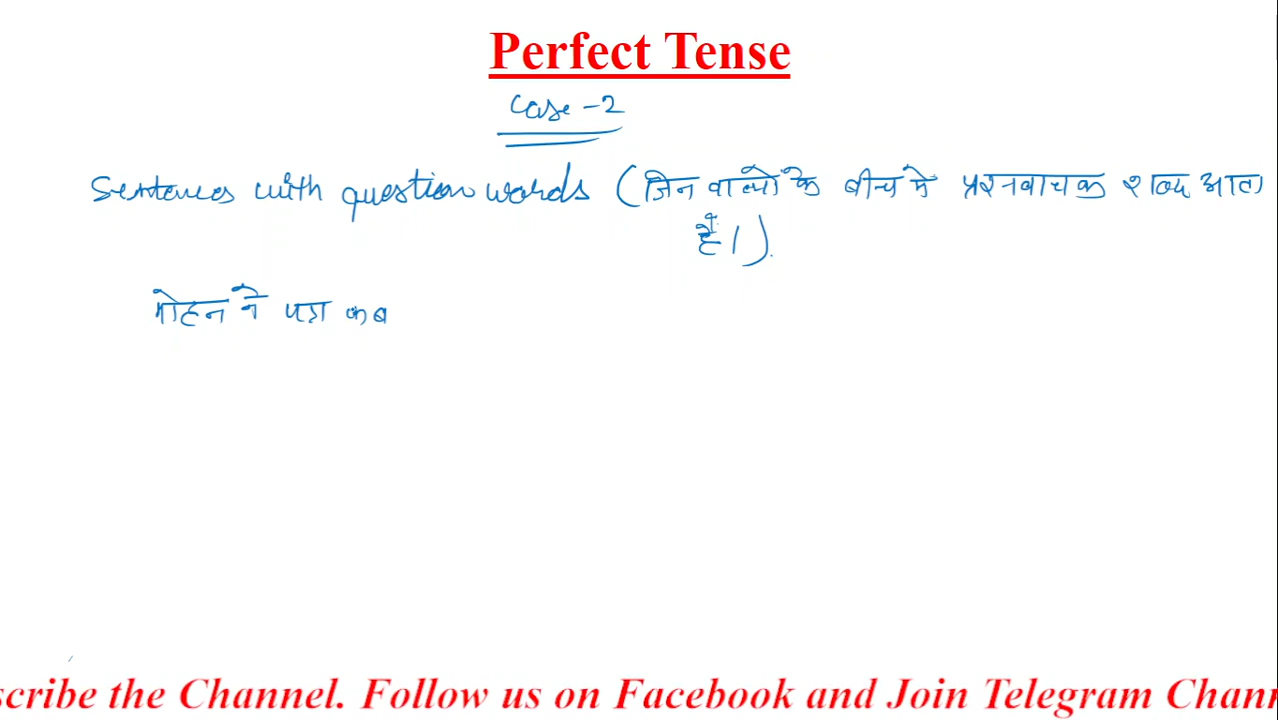 Perfect Tense
Case -2
Sentences with question words (जिन वाक्यों के बीच में प्रश्नवाचक शब्द आता
है।).
मोहन ने पत्र कब
scribe the Channel. Follow us on Facebook and Join Telegram Chann